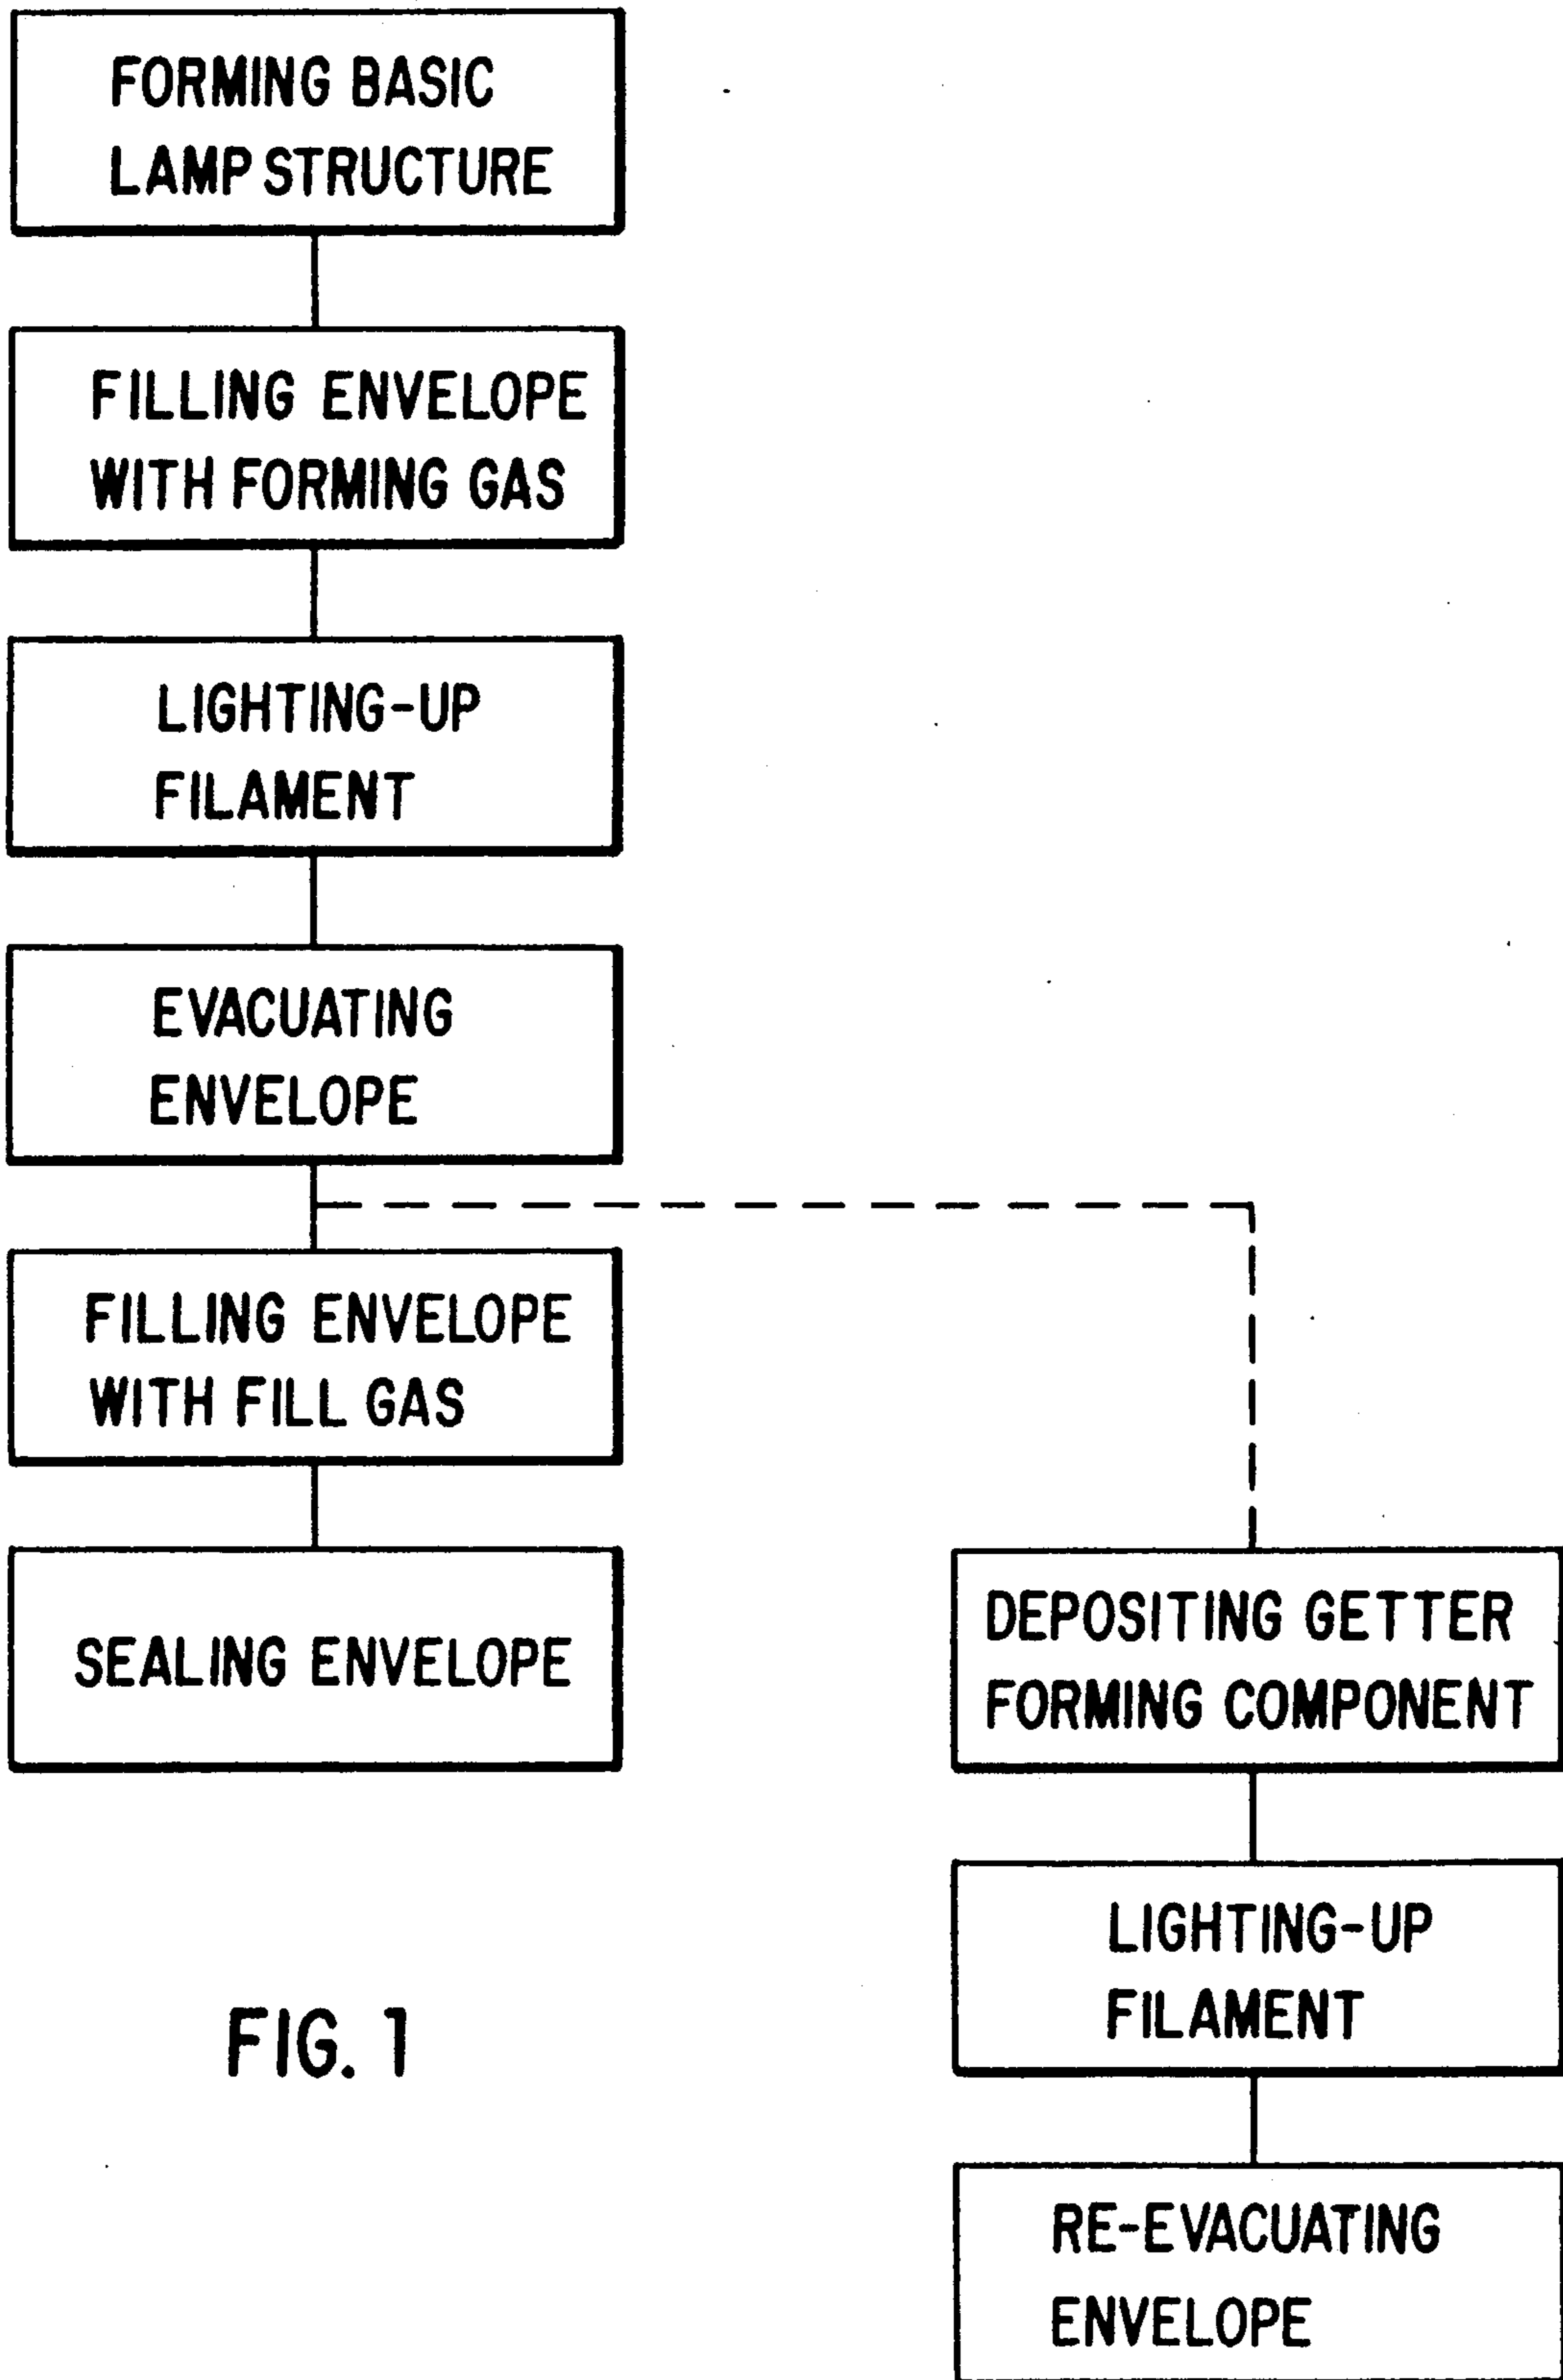 FORMING BASIC
LAMP STRUCTURE
FILLING ENVELOPE
WITH FORMING GAS
LIGHTING-UP
FILAMENT
EVACUATING
ENVELOPE
FILLING ENVELOPE
WITH FILL GAS
SEALING ENVELOPE
DEPOSITING GETTER
FORMING COMPONENT
LIGHTING-UP
FILAMENT
RE-EVACUATING
ENVELOPE
FIG. 1